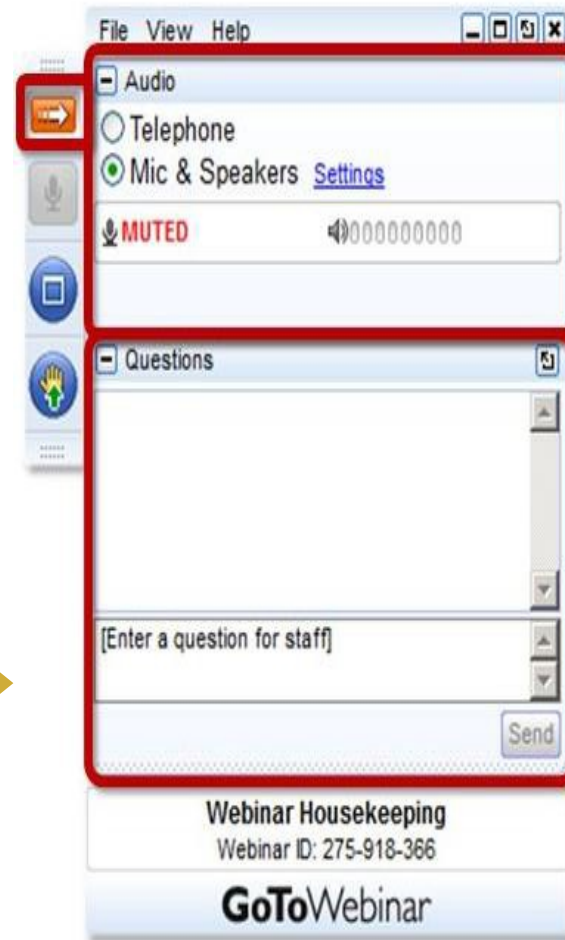 File View Help
Audio
Telephone
Mic & Speakers Settings
MUTED 000000000
Questions
[Enter a question for staff]
Send
Webinar Housekeeping
Webinar ID: 275-918-366
GoToWebinar